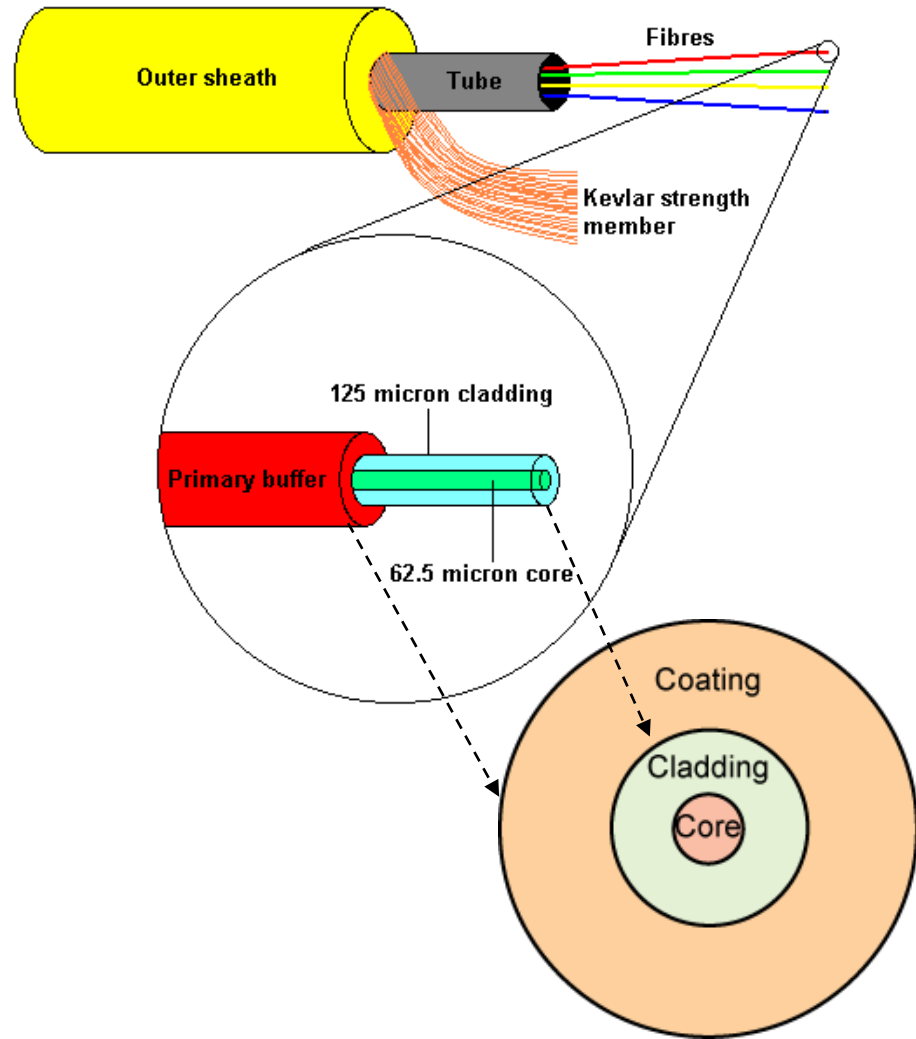 Fibres
Outer sheath
Tube
Kevlar strength
member
125 micron cladding
Primary buffer
62.5 micron core
Coating
Cladding
Core